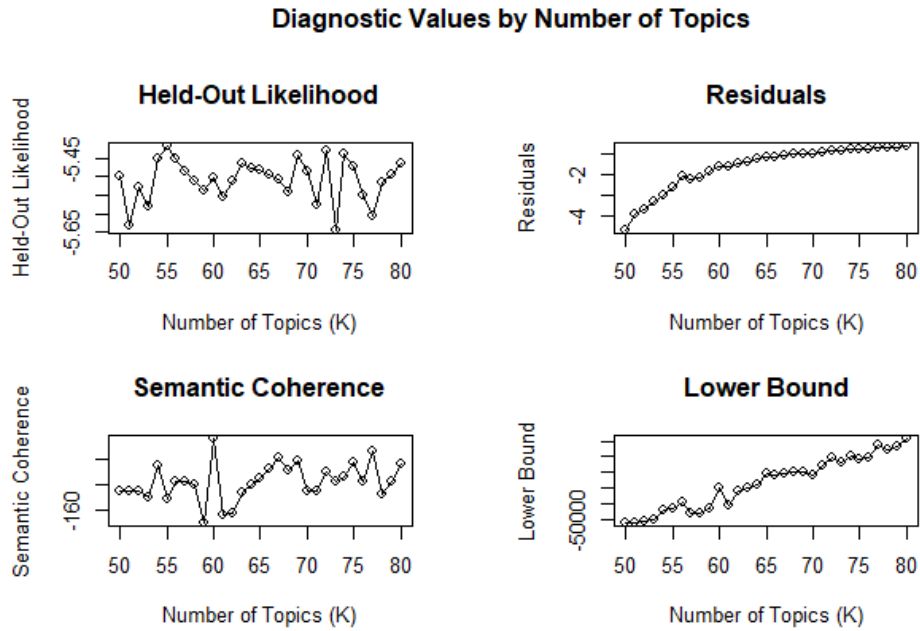 Diagnostic Values by Number of Topics
Held-Out Likelihood
Held-Out Likelihood
-5.45
-5.65
50 55 60 65 70 75 80
Number of Topics (K)
Residuals
Residuals
-2
-4
50 55 60 65 70 75 80
Number of Topics (K)
Semantic Coherence
Semantic Coherence
-160
50 55 60 65 70 75 80
Number of Topics (K)
Lower Bound
Lower Bound
-50000
50 55 60 65 70 75 80
Number of Topics (K)